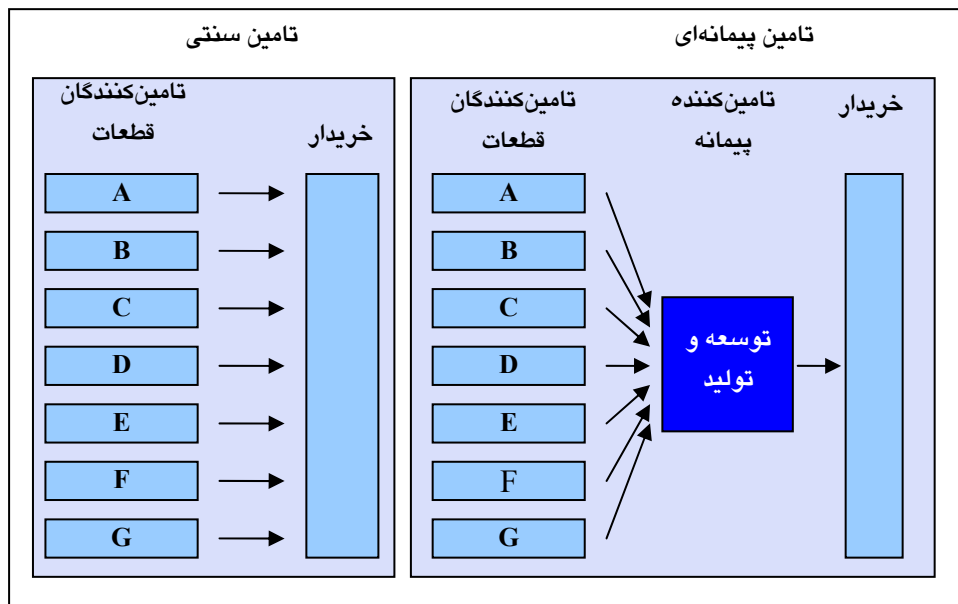 تامین سنتی
تامین پیمانه‌ای
تامین‌کنندگان
قطعات
خریدار
A
B
C
D
E
F
G
تامین‌کنندگان
قطعات
تامین‌کننده
پیمانه
خریدار
A
B
C
D
E
F
G
توسعه و
تولید